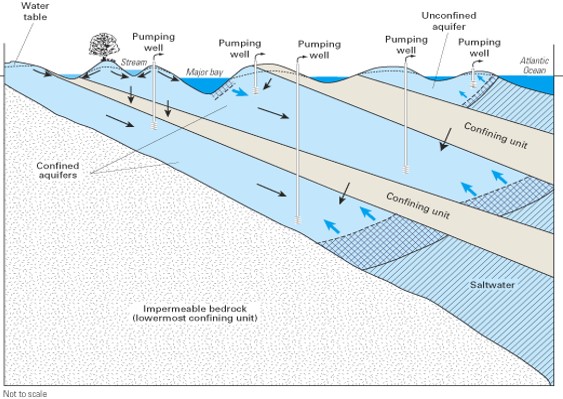 Water
table
Unconfined
aquifer
Pumping
well
Stream
Pumping
well
Pumping
well
Pumping
well
Pumping
well
Atlantic
Ocean
Major bay
Confining unit
Confined
aquifers
Confining unit
Saltwater
Impermeable bedrock
(lowermost confining unit)
Not to scale